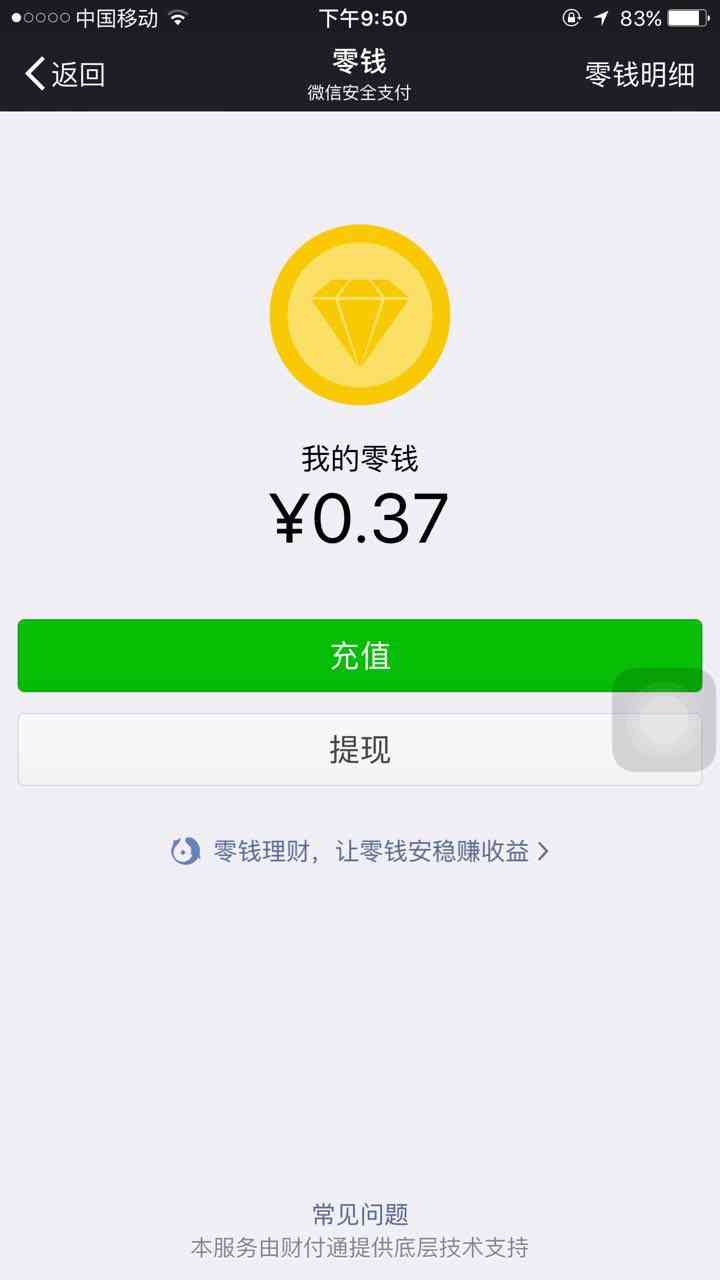 中国移动 下午9:50 83%
返回 零钱 零钱明细
微信安全支付
我的零钱
¥0.37
充值
提现
零钱理财，让零钱安稳赚收益
常见问题
本服务由财付通提供底层技术支持